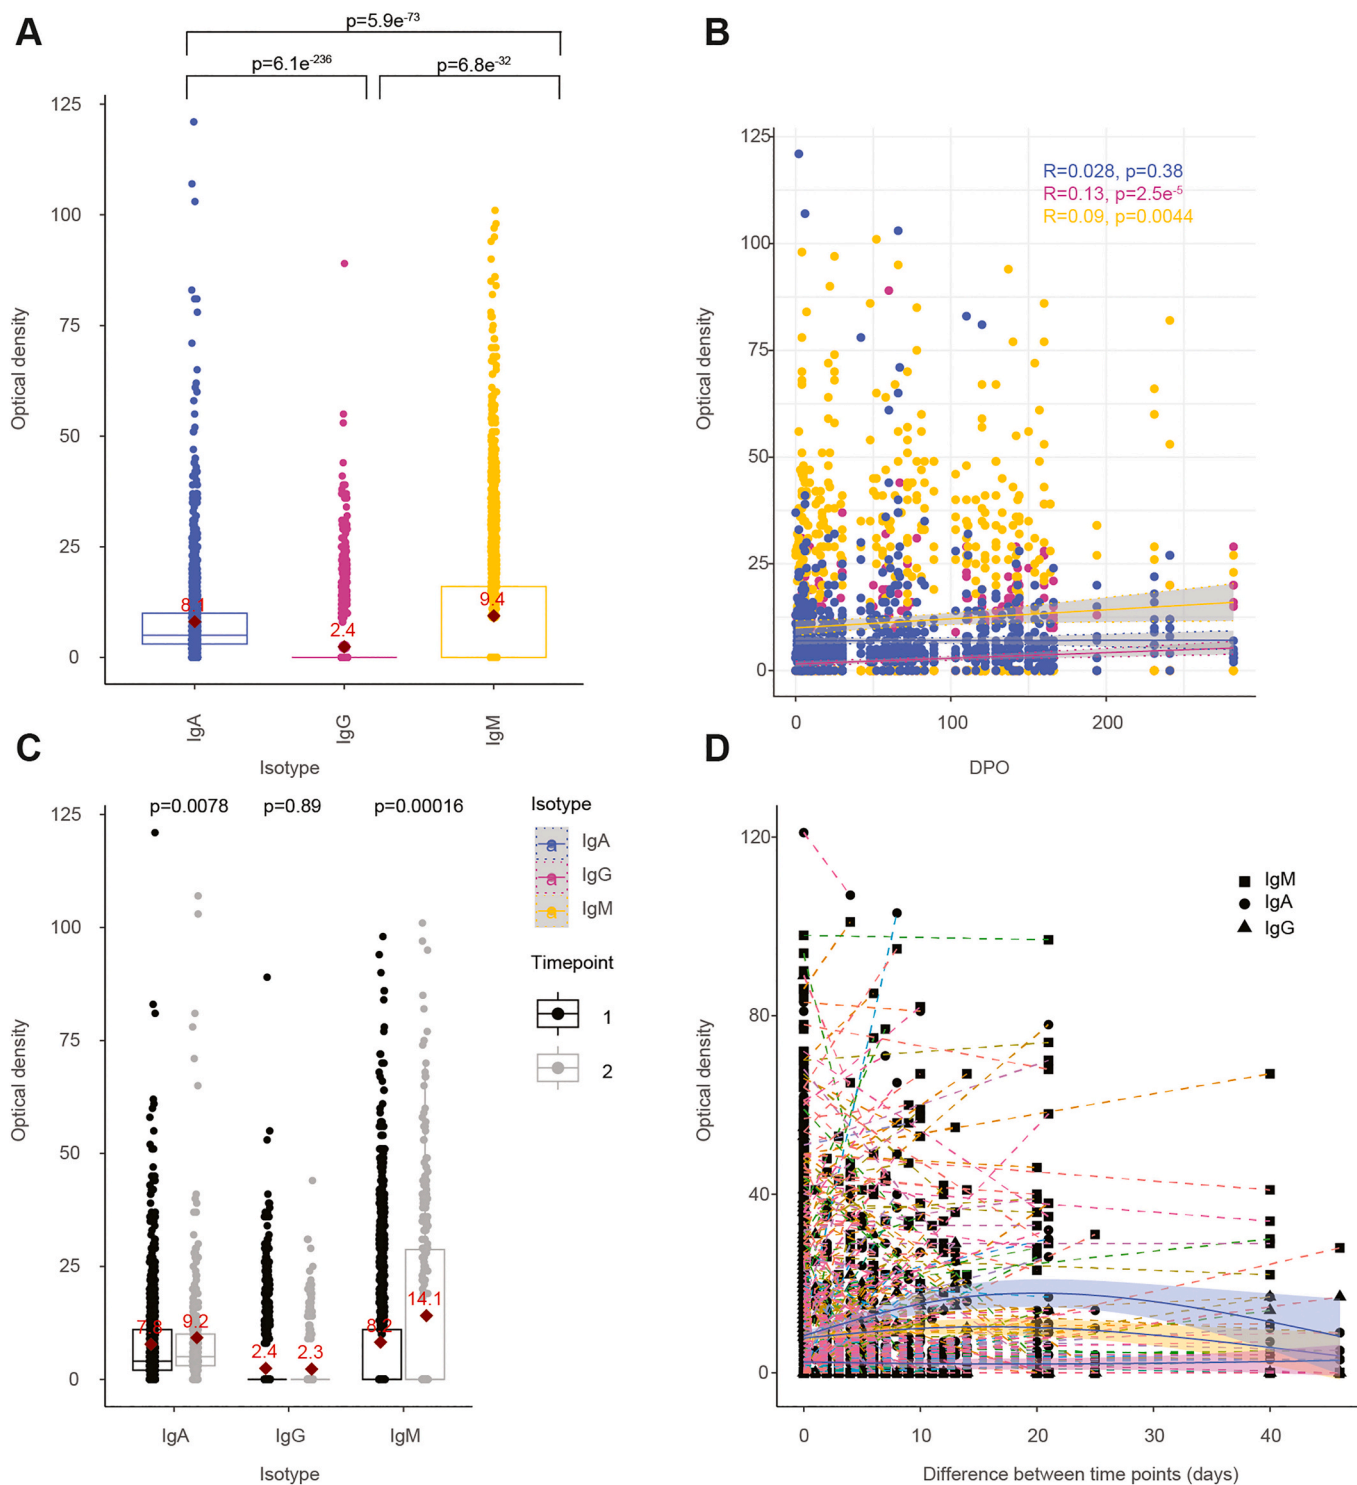 A
p=5.9e-73
p=6.1e-236
p=6.8e-32
125
100
75
50
25
0
Optical density
8.1
2.4
9.4
IgA
IgG
IgM
Isotype
B
R=0.028, p=0.38
R=0.13, p=2.5e-5
R=0.09, p=0.0044
125
100
75
50
25
0
Optical density
0
100
200
DPO
C
p=0.0078
p=0.89
p=0.00016
125
100
75
50
25
0
Optical density
7.8
9.2
2.4
2.3
8.2
14.1
IgA
IgG
IgM
Isotype
Isotype
a IgA
a IgG
a IgM
Timepoint
1
2
D
IgM
IgA
IgG
120
80
40
0
Optical density
0
10
20
30
40
Difference between time points (days)